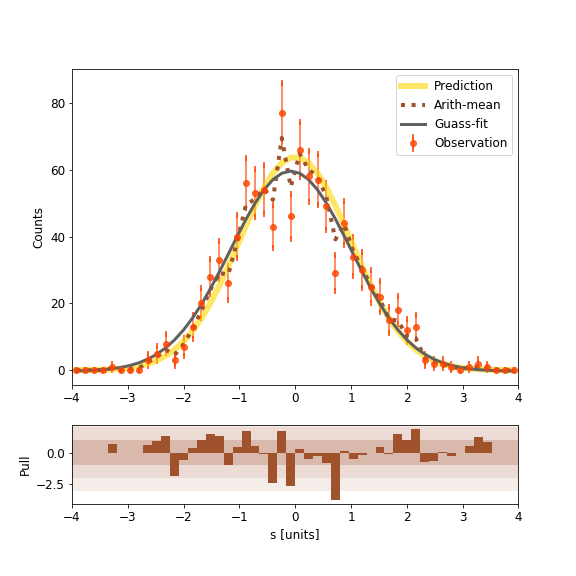 80
60
40
20
0
Counts
Prediction
Arith-mean
Guass-fit
Observation
−4 −3 −2 −1 0 1 2 3 4
0.0
−2.5
Pull
−4 −3 −2 −1 0 1 2 3 4
s [units]